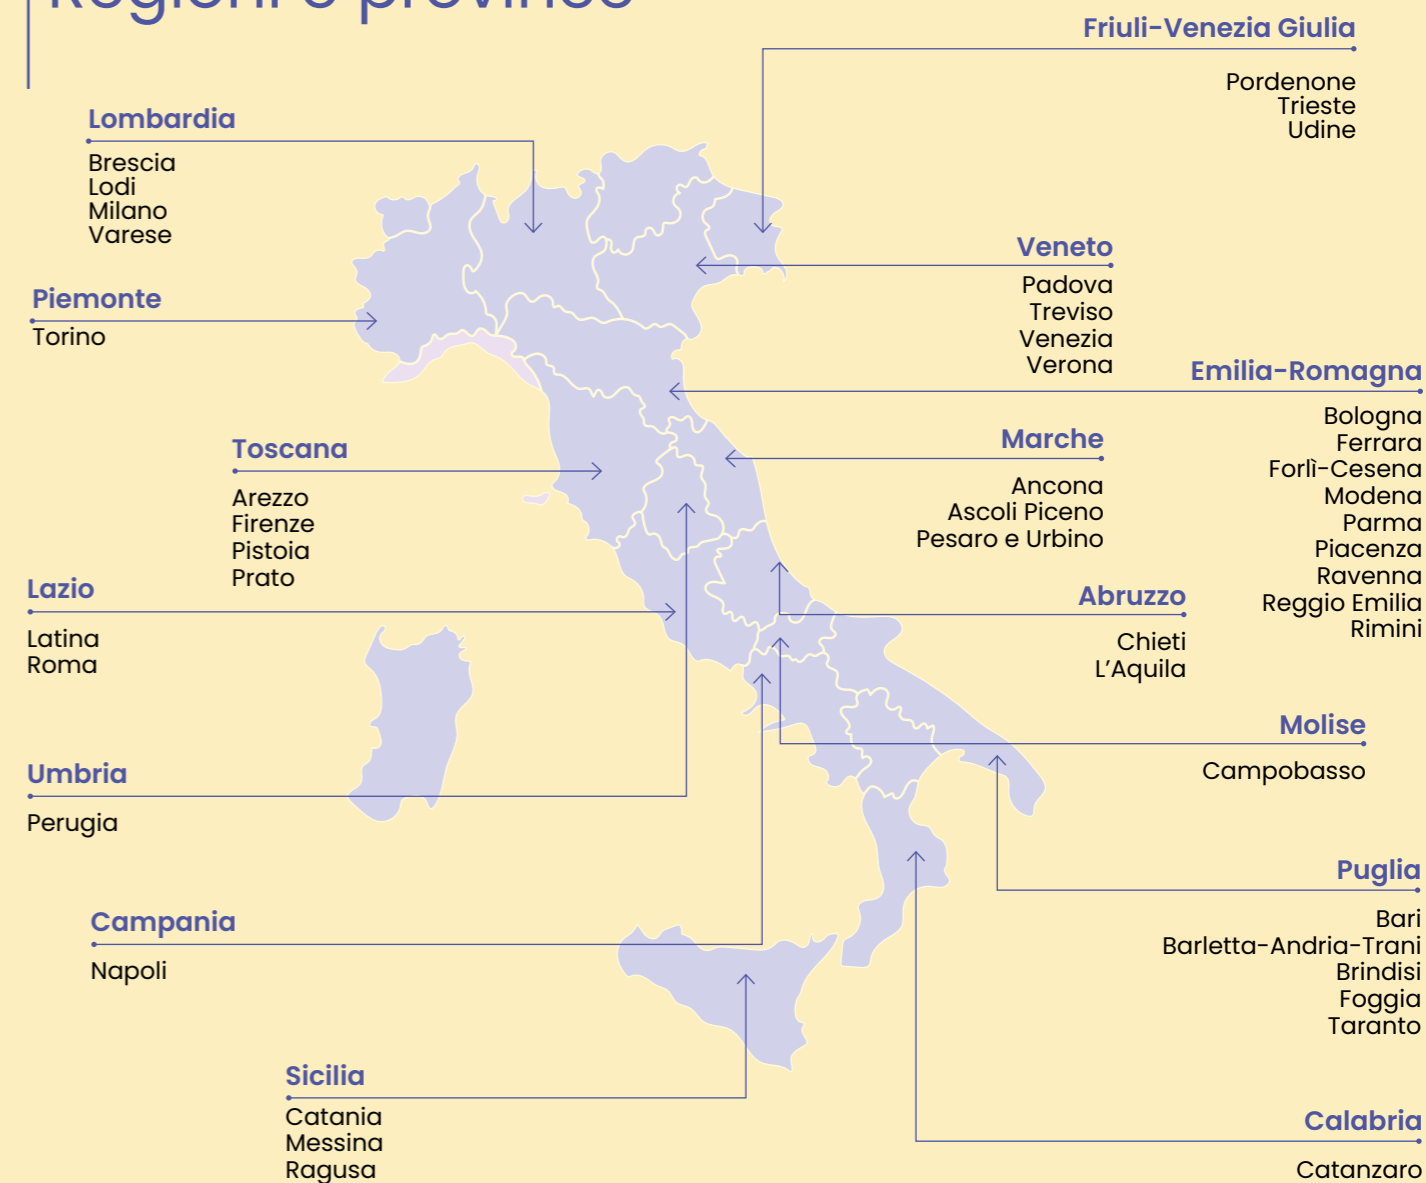 Regioni e province
Friuli-Venezia Giulia
Pordenone
Trieste
Udine
Lombardia
Brescia
Lodi
Milano
Varese
Veneto
Padova
Treviso
Venezia
Verona
Piemonte
Torino
Emilia-Romagna
Bologna
Ferrara
Forlì-Cesena
Modena
Parma
Piacenza
Ravenna
Reggio Emilia
Rimini
Toscana
Arezzo
Firenze
Pistoia
Prato
Marche
Ancona
Ascoli Piceno
Pesaro e Urbino
Lazio
Latina
Roma
Abruzzo
Chieti
L’Aquila
Molise
Campobasso
Umbria
Perugia
Puglia
Bari
Barletta-Andria-Trani
Brindisi
Foggia
Taranto
Campania
Napoli
Sicilia
Catania
Messina
Ragusa
Calabria
Catanzaro